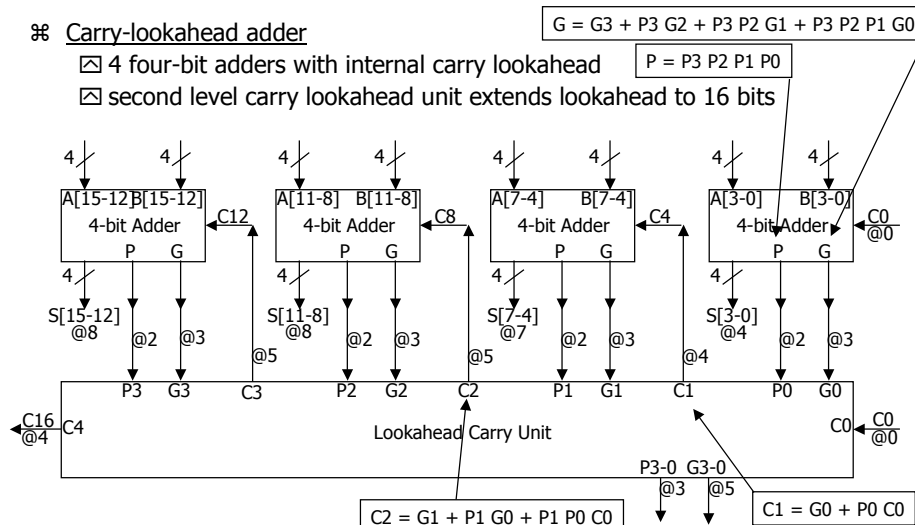 G = G3 + P3 G2 + P3 P2 G1 + P3 P2 P1 G0
⌘ Carry-lookahead adder
4 four-bit adders with internal carry lookahead
P = P3 P2 P1 P0
second level carry lookahead unit extends lookahead to 16 bits
4 4 4 4 4 4 4 4
A[15-12] B[15-12] A[11-8] B[11-8] A[7-4] B[7-4] A[3-0] B[3-0]
4-bit Adder C12 4-bit Adder C8 4-bit Adder C4 4-bit Adder C0
@0
P G P G P G P G
4 4 4 4
S[15-12] S[11-8] S[7-4] S[3-0]
@8 @2 @3 @8 @2 @3 @7 @2 @3 @4 @2 @3
@5 @5 @4
P3 G3 C3 P2 G2 C2 P1 G1 C1 P0 G0
C16 C4 Lookahead Carry Unit C0 C0
@4 @0
P3-0 G3-0
@3 @5
C2 = G1 + P1 G0 + P1 P0 C0
C1 = G0 + P0 C0